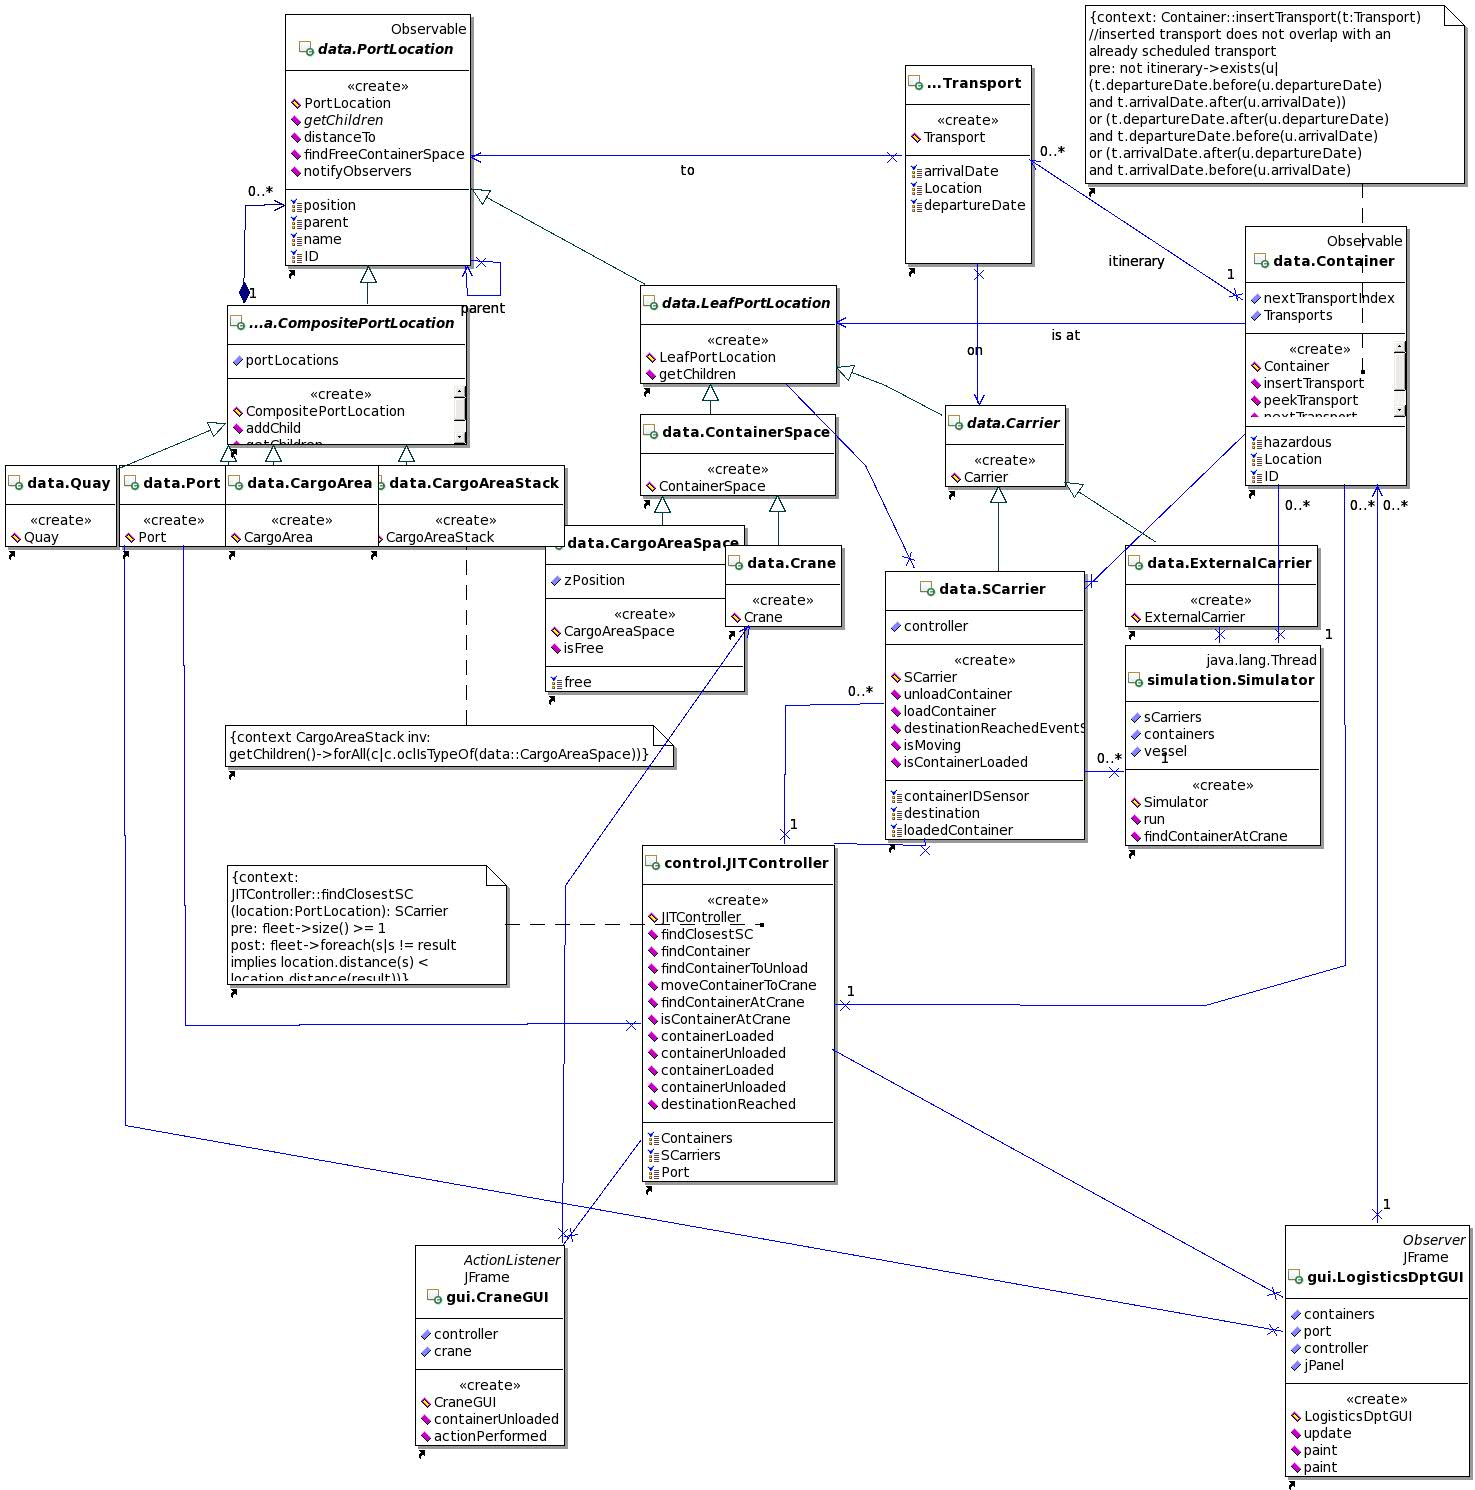 Observable
data.PortLocation
«create»
PortLocation
getChildren
distanceTo
findFreeContainerSpace
notifyObservers
position
parent
name
ID
0..*
1
parent
to
...Transport
«create»
Transport
arrivalDate
Location
departureDate
0..*
itinerary
1
{context: Container::insertTransport(t:Transport)
//inserted transport does not overlap with an
already scheduled transport
pre: not itinerary->exists(u|
(t.departureDate.before(u.departureDate)
and t.arrivalDate.after(u.arrivalDate))
or (t.departureDate.after(u.departureDate)
and t.departureDate.before(u.arrivalDate)
or (t.arrivalDate.after(u.departureDate)
and t.arrivalDate.before(u.arrivalDate)
Observable
data.Container
nextTransportIndex
Transports
«create»
Container
insertTransport
peekTransport
nextTransport
hazardous
Location
ID
0..*
0..*
0..*
is at
on
...a.CompositePortLocation
portLocations
«create»
CompositePortLocation
addChild
getChildren
data.LeafPortLocation
«create»
LeafPortLocation
getChildren
data.ContainerSpace
«create»
ContainerSpace
data.Carrier
«create»
Carrier
data.Quay
«create»
Quay
data.Port
«create»
Port
data.CargoArea
«create»
CargoArea
data.CargoAreaStack
«create»
CargoAreaStack
data.CargoAreaSpace
zPosition
«create»
CargoAreaSpace
isFree
free
data.Crane
«create»
Crane
data.SCarrier
controller
«create»
SCarrier
unloadContainer
loadContainer
destinationReachedEventS
isMoving
isContainerLoaded
containerIDSensor
destination
loadedContainer
0..*
1
data.ExternalCarrier
«create»
ExternalCarrier
1
java.lang.Thread
simulation.Simulator
sCarriers
containers
vessel
«create»
Simulator
run
findContainerAtCrane
0..*
1
{context CargoAreaStack inv:
getChildren()->forAll(c|c.oclIsTypeOf(data::CargoAreaSpace))}
{context:
JITController::findClosestSC
(location:PortLocation): SCarrier
pre: fleet->size() >= 1
post: fleet->foreach(s|s != result
implies location.distance(s) <
location.distance(result))}
control.JITController
«create»
JITController
findClosestSC
findContainer
findContainerToUnload
moveContainerToCrane
findContainerAtCrane
isContainerAtCrane
containerLoaded
containerUnloaded
containerLoaded
containerUnloaded
destinationReached
Containers
SCarriers
Port
1
1
ActionListener
JFrame
gui.CraneGUI
controller
crane
«create»
CraneGUI
containerUnloaded
actionPerformed
Observer
JFrame
gui.LogisticsDptGUI
containers
port
controller
jPanel
«create»
LogisticsDptGUI
update
paint
paint